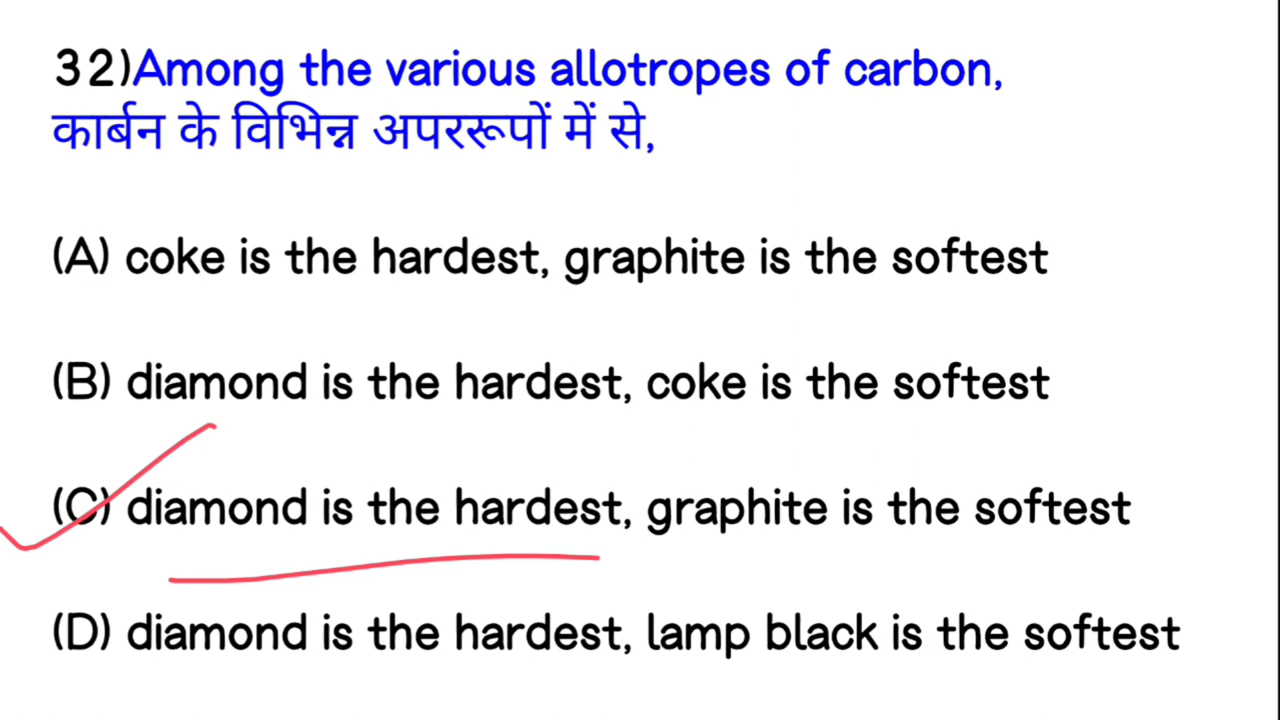 32)Among the various allotropes of carbon,
कार्बन के विभिन्न अपररूपों में से,
(A) coke is the hardest, graphite is the softest
(B) diamond is the hardest, coke is the softest
(C) diamond is the hardest, graphite is the softest
(D) diamond is the hardest, lamp black is the softest